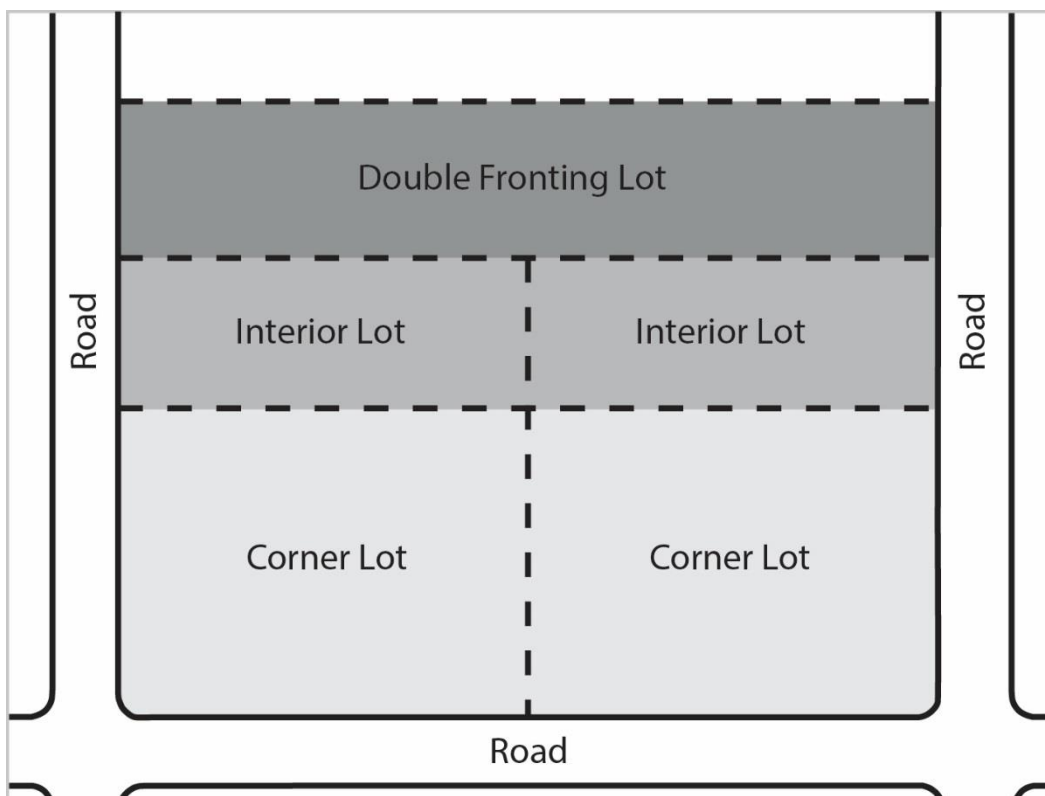 Double Fronting Lot
Road
Interior Lot
Interior Lot
Road
Corner Lot
Corner Lot
Road